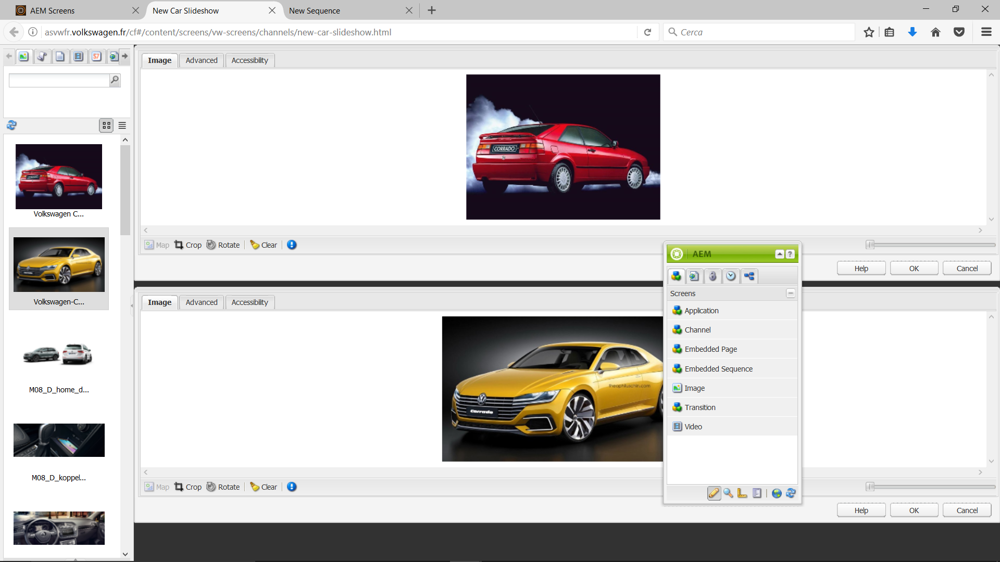 AEM Screens
New Car Slideshow
New Sequence
asvwfr.volkswagen.fr/cf#/content/screens/vw-screens/channels/new-car-slideshow.html
Cerca
S7
Volkswagen C...
Volkswagen-C...
M08_D_home_d...
M08_D_koppel...
Image Advanced Accessibility
CORRADO
Map Crop Rotate Clear
Help OK Cancel
Image Advanced Accessibility
theophiluschin.com
Corrado
Map Crop Rotate Clear
Help OK Cancel
AEM
?
Screens
Application
Channel
Embedded Page
Embedded Sequence
Image
Transition
Video